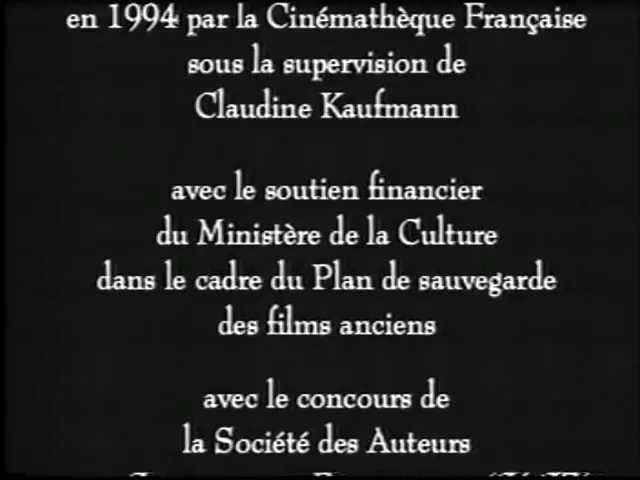 en 1994 par la Cinémathèque Française
sous la supervision de
Claudine Kaufmann
avec le soutien financier
du Ministère de la Culture
dans le cadre du Plan de sauvegarde
des films anciens
avec le concours de
la Société des Auteurs